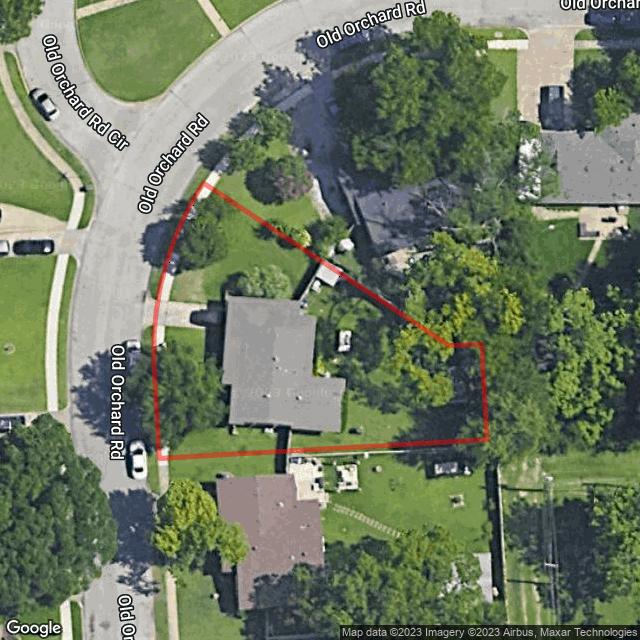 Old Orchard Rd
Old Orchar
Old Orchard Rd Cir
Old Orchard Rd
Old Orchard Rd
Old O
Google
Map data ©2023 Imagery ©2023 Airbus, Maxar Technologies